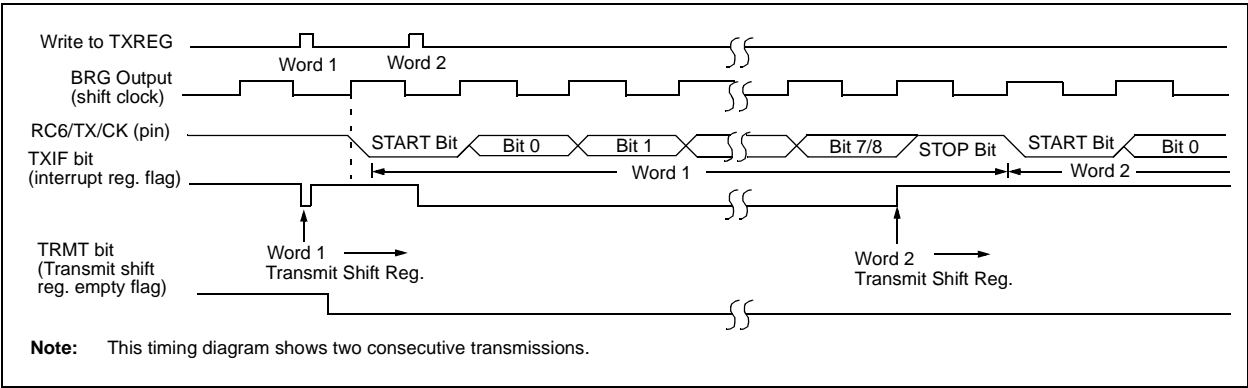 Write to TXREG
Word 1
Word 2
BRG Output
(shift clock)
RC6/TX/CK (pin)
START Bit
Bit 0
Bit 1
Bit 7/8
STOP Bit
START Bit
Bit 0
Word 1
Word 2
TXIF bit
(interrupt reg. flag)
Word 1
Transmit Shift Reg.
Word 2
Transmit Shift Reg.
TRMT bit
(Transmit shift
reg. empty flag)
Note: This timing diagram shows two consecutive transmissions.